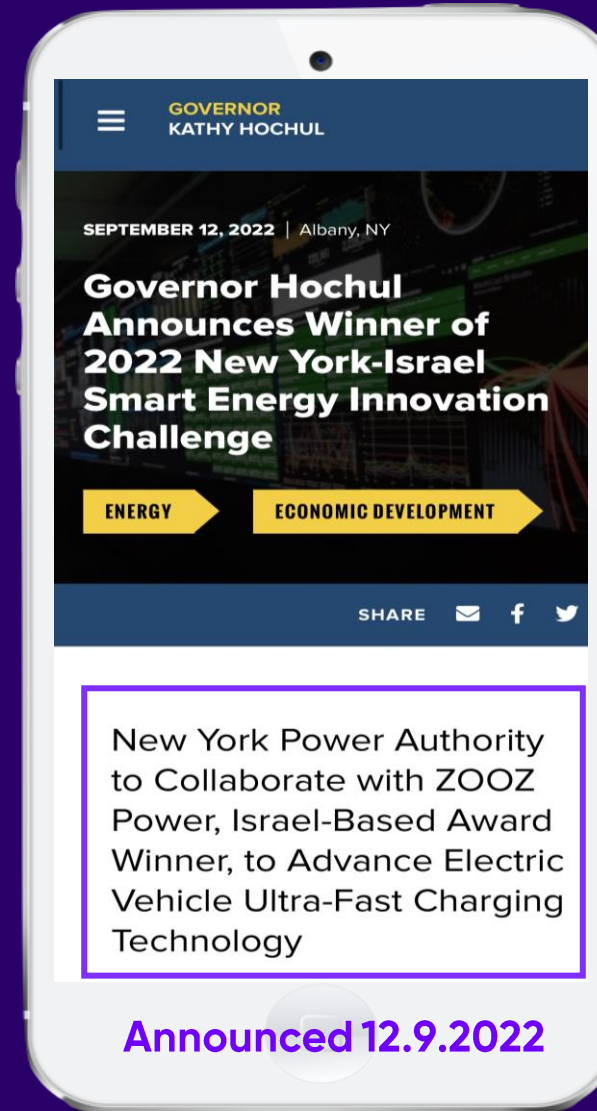 GOVERNOR
KATHY HOCHUL
SEPTEMBER 12, 2022 | Albany, NY
Governor Hochul
Announces Winner of
2022 New York-Israel
Smart Energy Innovation
Challenge
ENERGY ECONOMIC DEVELOPMENT
SHARE
New York Power Authority
to Collaborate with ZOOZ
Power, Israel-Based Award
Winner, to Advance Electric
Vehicle Ultra-Fast Charging
Technology
Announced 12.9.2022